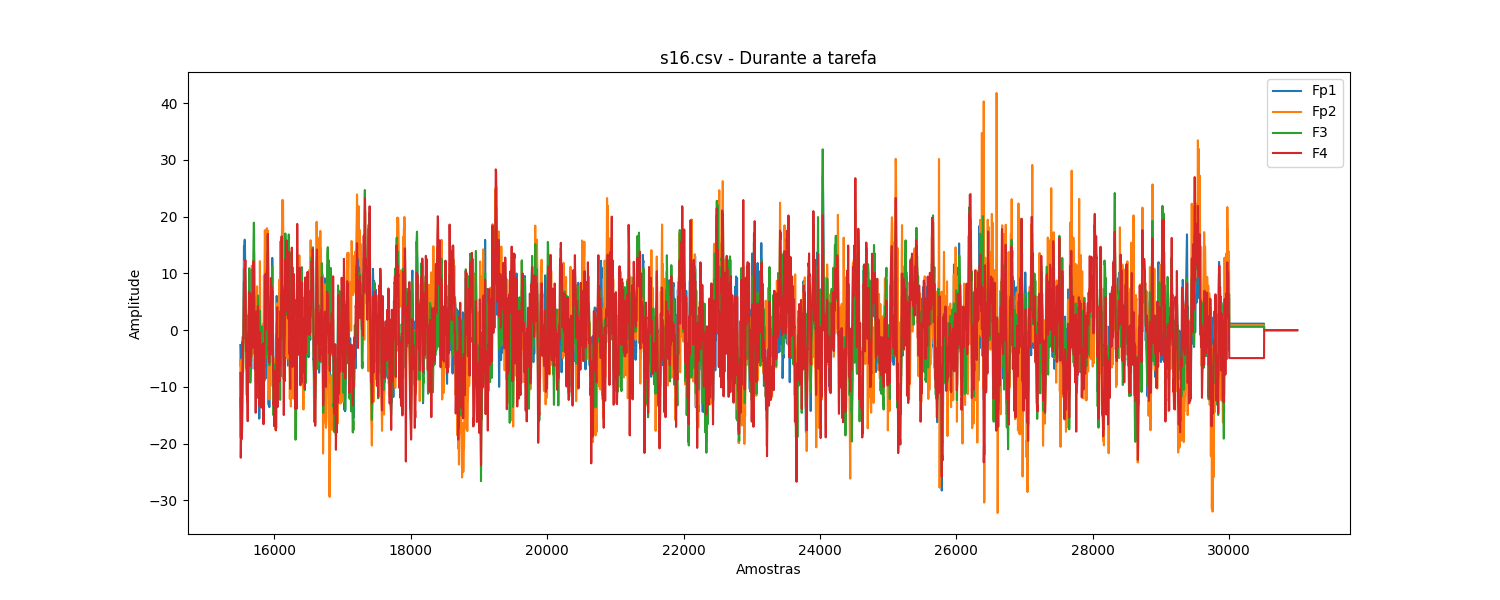 s16.csv - Durante a tarefa
Amplitude
40
30
20
10
0
−10
−20
−30
16000 18000 20000 22000 24000 26000 28000 30000
Amostras
Fp1
Fp2
F3
F4